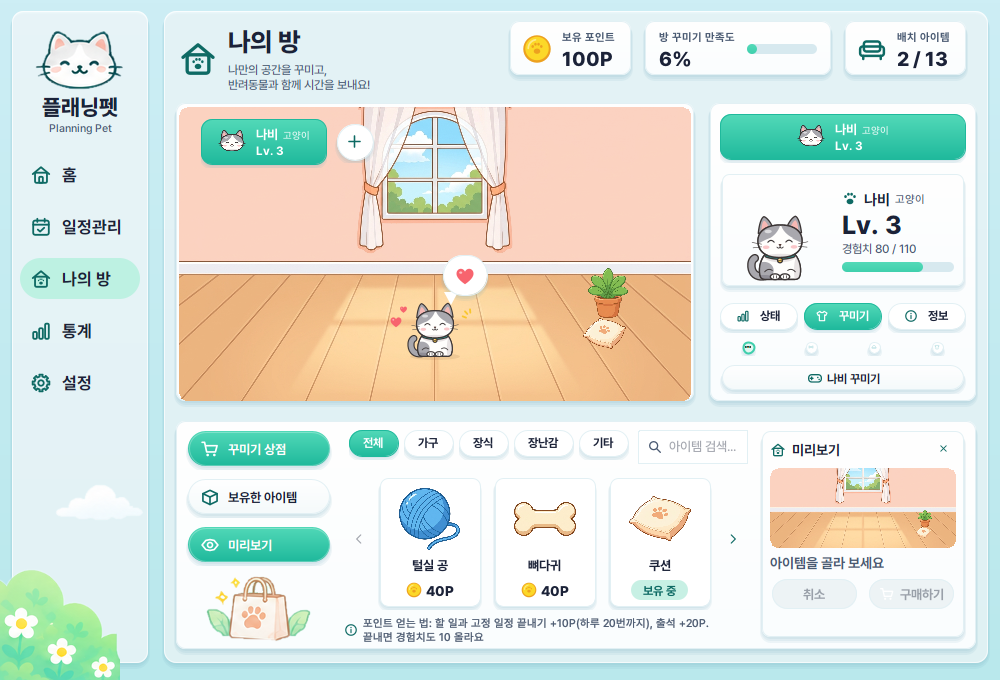 플래닝펫
Planning Pet
홈
일정관리
나의 방
통계
설정
나의 방
나만의 공간을 꾸미고,
반려동물과 함께 시간을 보내요!
보유 포인트
100P
방 꾸미기 만족도
6%
배치 아이템
2 / 13
나비 고양이
Lv. 3
나비 고양이
Lv. 3
나비 고양이
Lv. 3
경험치 80 / 110
상태
꾸미기
정보
나비 꾸미기
꾸미기 상점
보유한 아이템
미리보기
전체
가구
장식
장난감
기타
아이템 검색...
털실 공
40P
뼈다귀
40P
쿠션
보유 중
포인트 얻는 법: 할 일과 고정 일정 끝내기 +10P(하루 20번까지), 출석 +20P.
끝내면 경험치도 10 올라요
미리보기
아이템을 골라 보세요
취소
구매하기